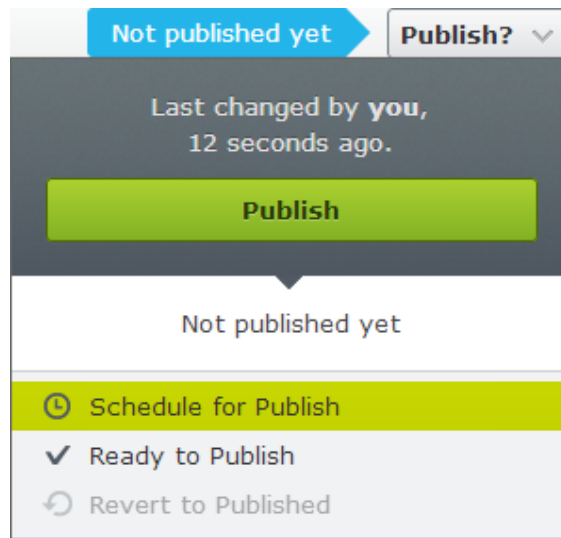 Not published yet
Publish?
Last changed by you,
12 seconds ago.
Publish
Not published yet
Schedule for Publish
Ready to Publish
Revert to Published